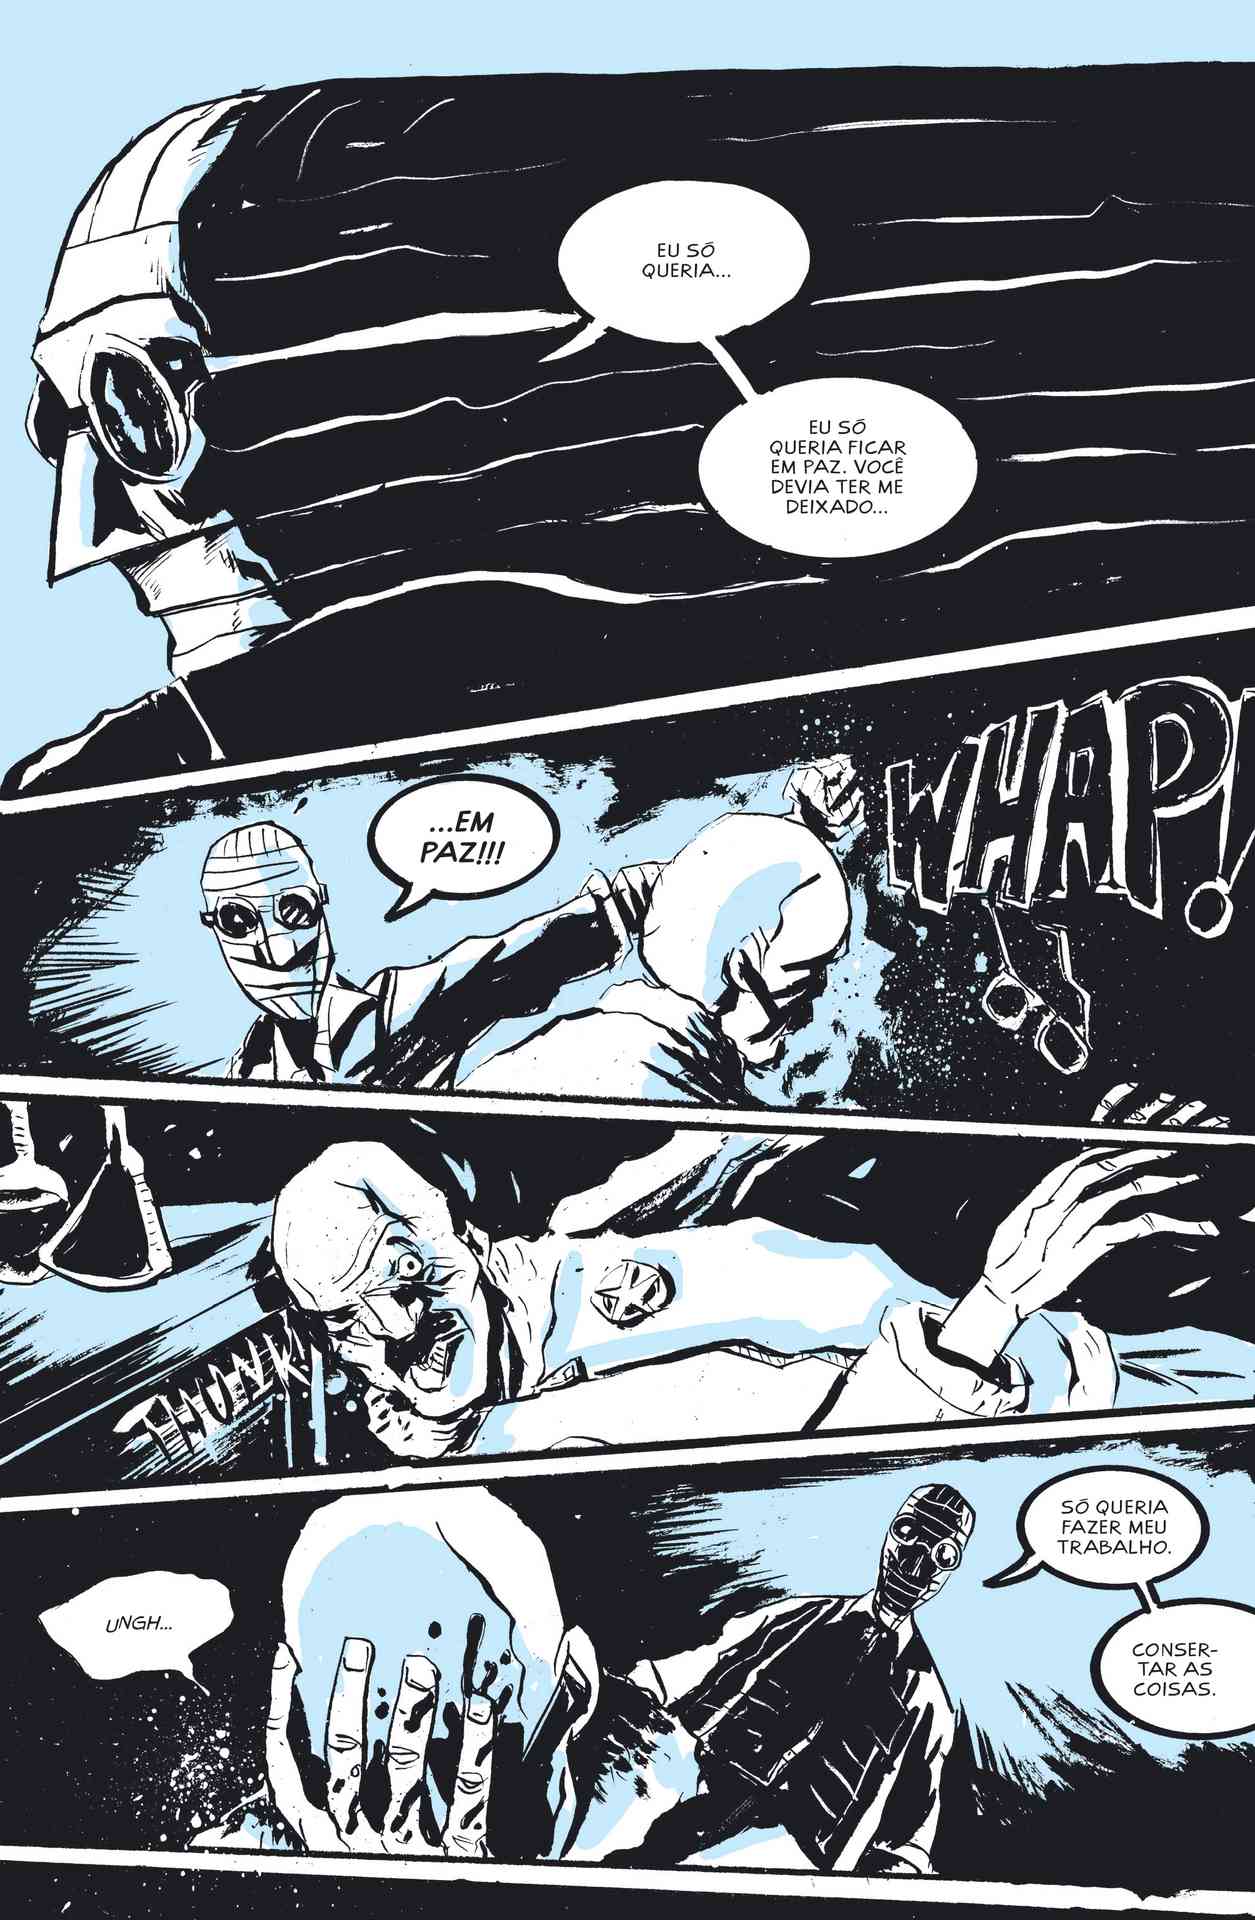 EU SÓ
QUERIA...
EU SÓ
QUERIA FICAR
EM PAZ. VOCÊ
DEVIA TER ME
DEIXADO...
...EM
PAZ!!!
WHAP!
THUNK!
UNGH...
SÓ QUERIA
FAZER MEU
TRABALHO.
CONSER-
TAR AS
COISAS.